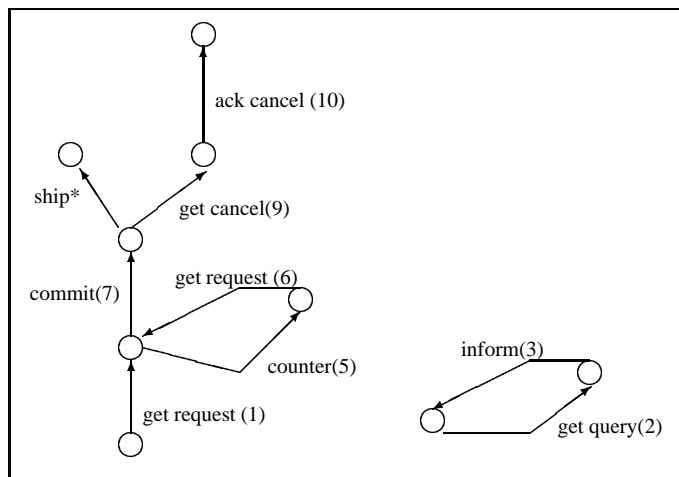 ack cancel (10)
ship*
get cancel(9)
get request (6)
commit(7)
inform(3)
counter(5)
get request (1)
get query(2)